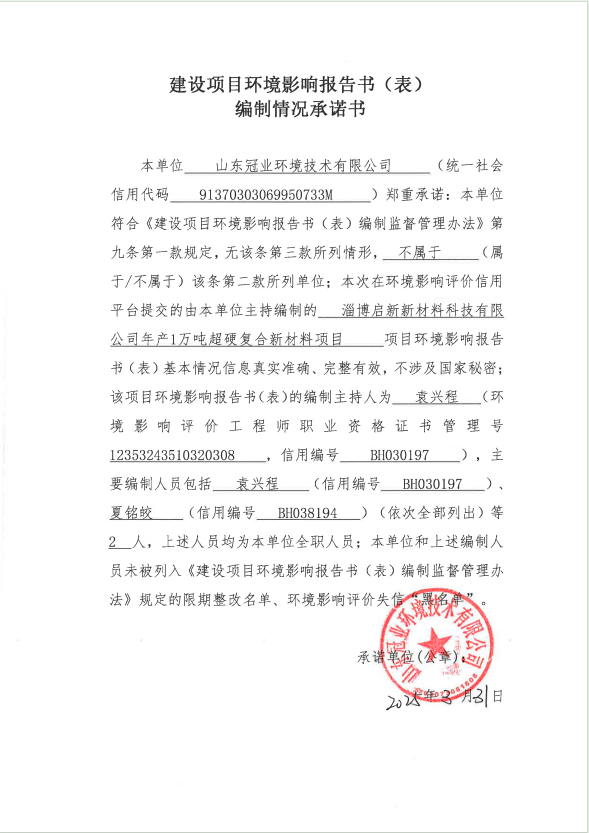 建设项目环境影响报告书（表）
编制情况承诺书
本单位 山东冠业环境技术有限公司 （统一社会
信用代码 91370303069950733M ）郑重承诺：本单位
符合《建设项目环境影响报告书（表）编制监督管理办法》第
九条第一款规定，无该条第三款所列情形， 不属于 （属
于/不属于）该条第二款所列单位；本次在环境影响评价信用
平台提交的由本单位主持编制的 淄博启新新材料科技有限
公司年产1万吨超硬复合新材料项目 项目环境影响报告
书（表）基本情况信息真实准确、完整有效，不涉及国家秘密；
该项目环境影响报告书（表）的编制主持人为 袁兴程 （环
境影响评价工程师职业资格证书管理号
12353243510320308 ，信用编号 BH030197 ），主
要编制人员包括 袁兴程 （信用编号 BH030197 ）、
夏铭皎 （信用编号 BH038194 ）（依次全部列出）等
2 人，上述人员均为本单位全职人员；本单位和上述编制人
员未被列入《建设项目环境影响报告书（表）编制监督管理办
法》规定的限期整改名单、环境影响评价失信“黑名单”。
山东冠业环境技术有限公司
承诺单位(公章)：
2025年3月31日